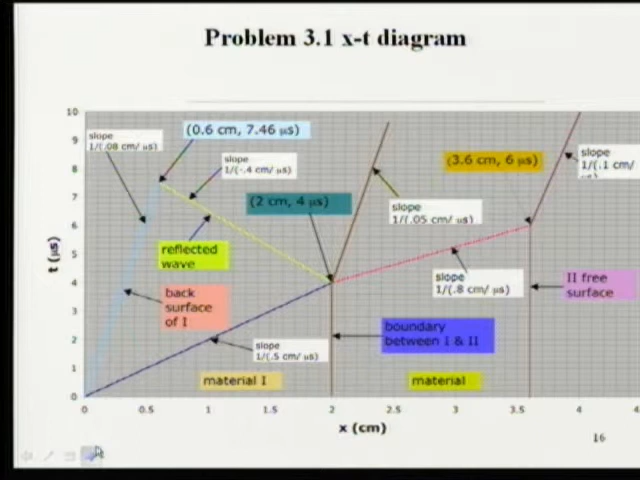 Problem 3.1 x-t diagram
10
9
8
7
6
5
4
3
2
1
0
t (μs)
slope
1/(.08 cm/ μs)
(0.6 cm, 7.46 μs)
slope
1/(-.4 cm/ μs)
(2 cm, 4 μs)
(3.6 cm, 6 μs)
slope
1/(.1 cm/
slope
1/(.05 cm/μs)
reflected
wave
slope
1/(.8 cm/ μs)
II free
surface
back
surface
of I
boundary
between I & II
slope
1/(.5 cm/μs)
material I
material
0
0.5
1
1.5
2
2.5
3
3.5
4
x (cm)
16